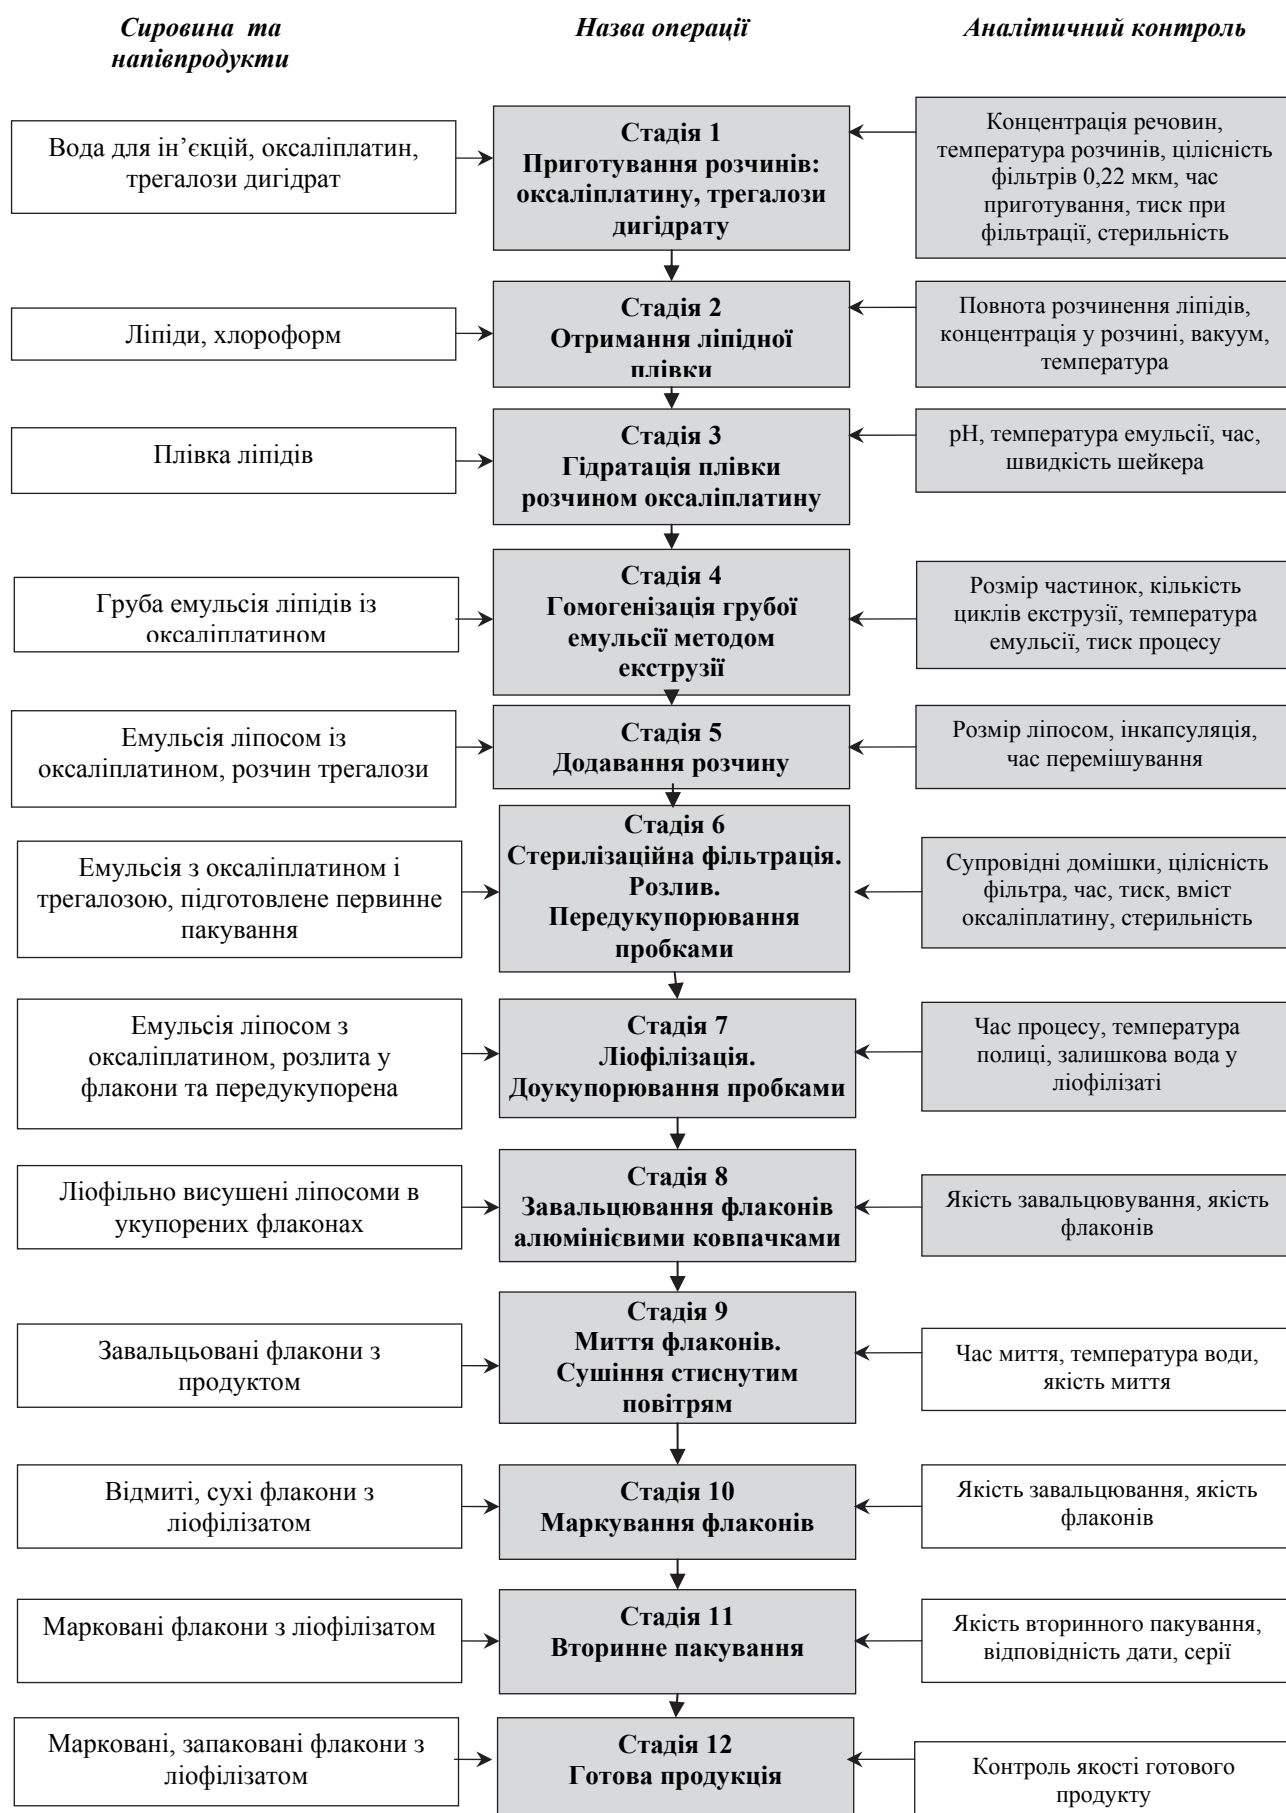 Сировина та
напівпродукти
Назва операції
Аналітичний контроль
Вода для ін’єкцій, оксаліплатин,
трегалози дигідрат
Стадія 1
Приготування розчинів:
оксаліплатину, трегалози
дигідрату
Концентрація речовин,
температура розчинів, цілісність
фільтрів 0,22 мкм, час
приготування, тиск при
фільтрації, стерильність
Ліпіди, хлороформ
Стадія 2
Отримання ліпідної
плівки
Повнота розчинення ліпідів,
концентрація у розчині, вакуум,
температура
Плівка ліпідів
Стадія 3
Гідратація плівки
розчином оксаліплатину
рН, температура емульсії, час,
швидкість шейкера
Груба емульсія ліпідів із
оксаліплатином
Стадія 4
Гомогенізація грубої
емульсії методом
екструзії
Розмір частинок, кількість
циклів екструзії, температура
емульсії, тиск процесу
Емульсія ліпосом із
оксаліплатином, розчин трегалози
Стадія 5
Додавання розчину
Розмір ліпосом, інкапсуляція,
час перемішування
Емульсія з оксаліплатином і
трегалозою, підготовлене первинне
пакування
Стадія 6
Стерилізаційна фільтрація.
Розлив.
Передукупорювання
пробками
Супровідні домішки, цілісність
фільтра, час, тиск, вміст
оксаліплатину, стерильність
Емульсія ліпосом з
оксаліплатином, розлита у
флакони та передукупорена
Стадія 7
Ліофілізація.
Доукупорювання пробками
Час процесу, температура
полиці, залишкова вода у
ліофілізаті
Ліофільно висушені ліпосоми в
укупорених флаконах
Стадія 8
Завальцювання флаконів
алюмінієвими ковпачками
Якість завальцювування, якість
флаконів
Завальцьовані флакони з
продуктом
Стадія 9
Миття флаконів.
Сушіння стиснутим
повітрям
Час миття, температура води,
якість миття
Відмиті, сухі флакони з
ліофілізатом
Стадія 10
Маркування флаконів
Якість завальцювання, якість
флаконів
Марковані флакони з ліофілізатом
Стадія 11
Вторинне пакування
Якість вторинного пакування,
відповідність дати, серії
Марковані, запаковані флакони з
ліофілізатом
Стадія 12
Готова продукція
Контроль якості готового
продукту